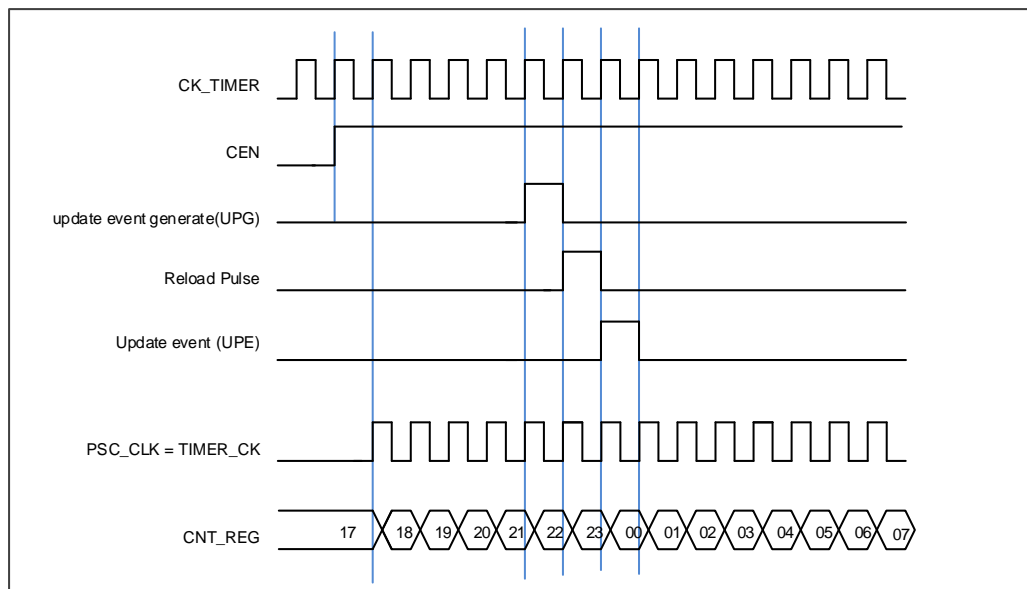 CK_TIMER
CEN
update event generate(UPG)
Reload Pulse
Update event (UPE)
PSC_CLK = TIMER_CK
CNT_REG 17 18 19 20 21 22 23 00 01 02 03 04 05 06 07